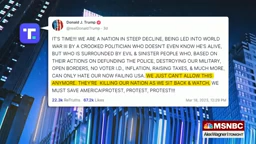 Donald J. Trump
@realDonaldTrump
IT'S TIME!!! WE ARE A NATION IN STEEP DECLINE, BEING LED INTO WORLD
WAR III BY A CROOKED POLITICIAN WHO DOESN'T EVEN KNOW HE'S ALIVE,
BUT WHO IS SURROUNDED BY EVIL & SINISTER PEOPLE WHO, BASED ON
THEIR ACTIONS ON DEFUNDING THE POLICE, DESTROYING OUR MILITARY,
OPEN BORDERS, NO VOTER I.D., INFLATION, RAISING TAXES, & MUCH MORE,
CAN ONLY HATE OUR NOW FAILING USA. WE JUST CAN'T ALLOW THIS
ANYMORE. THEY'RE KILLING OUR NATION AS WE SIT BACK & WATCH. WE
MUST SAVE AMERICA!PROTEST, PROTEST, PROTEST!!!
Mar 18, 2023
MSNBC